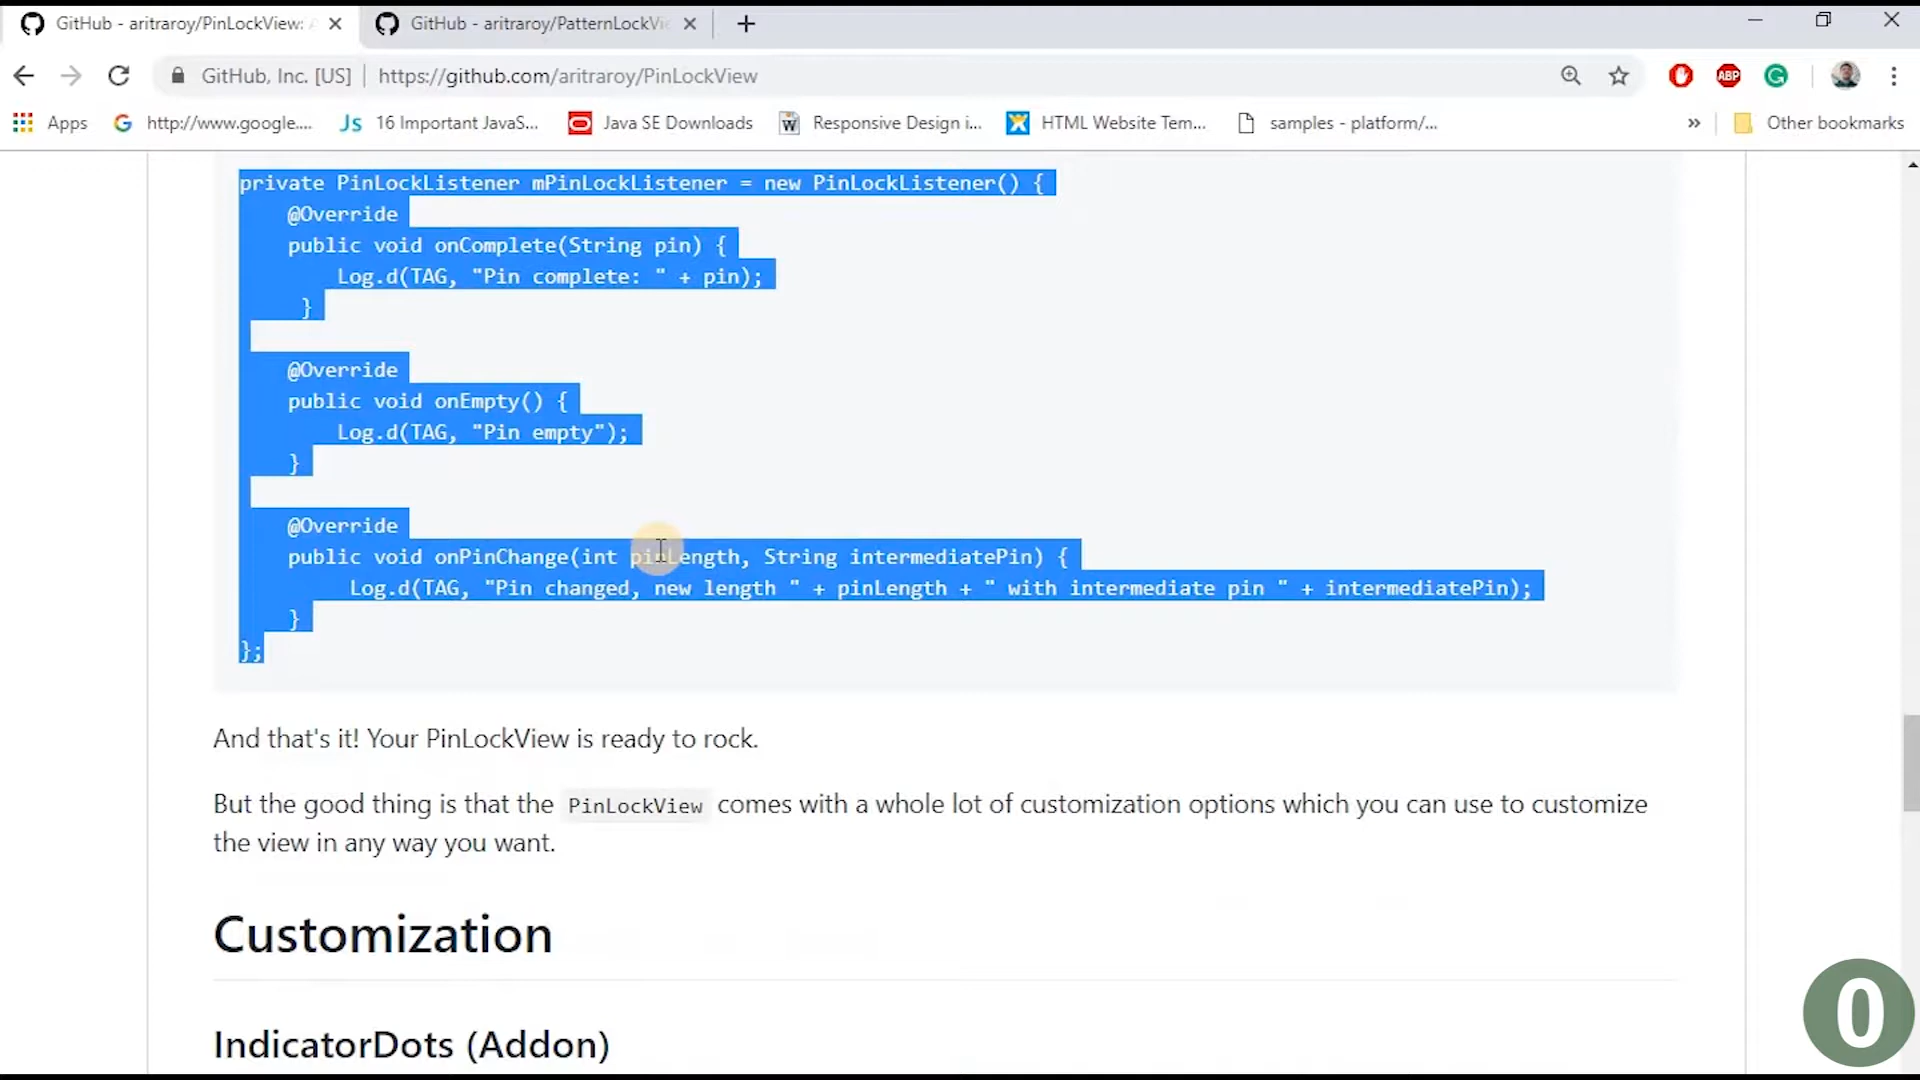 GitHub - aritraroy/PinLockView:
GitHub - aritraroy/PatternLockVie
GitHub, Inc. [US] https://github.com/aritraroy/PinLockView
ABP
Apps http://www.google.... JS 16 Important JavaS... Java SE Downloads W Responsive Design i... HTML Website Tem... samples - platform/... » Other bookmarks
private PinLockListener mPinLockListener = new PinLockListener() {
@Override
public void onComplete(String pin) {
Log.d(TAG, "Pin complete: " + pin);
}
@Override
public void onEmpty() {
Log.d(TAG, "Pin empty");
}
@Override
public void onPinChange(int pinLength, String intermediatePin) {
Log.d(TAG, "Pin changed, new length " + pinLength + " with intermediate pin " + intermediatePin);
}
};
And that's it! Your PinLockView is ready to rock.
But the good thing is that the PinLockView comes with a whole lot of customization options which you can use to customize
the view in any way you want.
Customization
IndicatorDots (Addon)
0